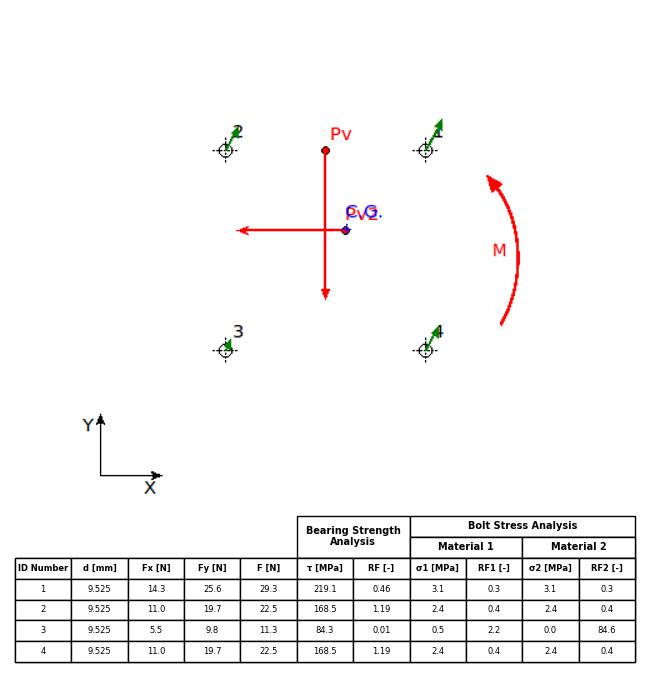 2
Pv
1
C.G.
Pv2
M
3
4
Y
X
Bearing Strength Analysis
Bolt Stress Analysis
Material 1 Material 2
ID Number d [mm] Fx [N] Fy [N] F [N] τ [MPa] RF [-] σ1 [MPa] RF1 [-] σ2 [MPa] RF2 [-]
1 9.525 14.3 25.6 29.3 219.1 0.46 3.1 0.3 3.1 0.3
2 9.525 11.0 19.7 22.5 168.5 1.19 2.4 0.4 2.4 0.4
3 9.525 5.5 9.8 11.3 84.3 0.01 0.5 2.2 0.0 84.6
4 9.525 11.0 19.7 22.5 168.5 1.19 2.4 0.4 2.4 0.4